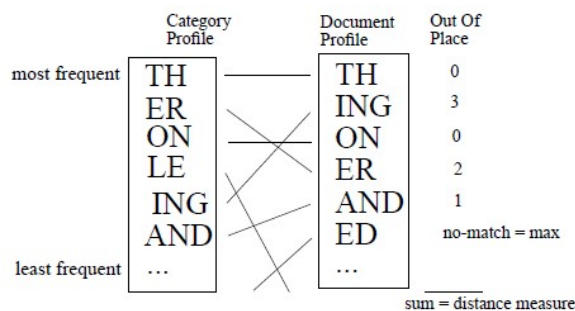 Category Profile
Document Profile
Out Of Place
most frequent
TH
ER
ON
LE
ING
AND
...
least frequent
TH
ING
ON
ER
AND
ED
...
0
3
0
2
1
no-match = max
sum = distance measure